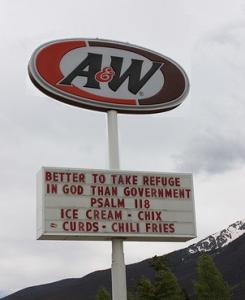 A&W
BETTER TO TAKE REFUGE
IN GOD THAN GOVERNMENT
PSALM 118
ICE CREAM - CHIX
CURDS - CHILI FRIES